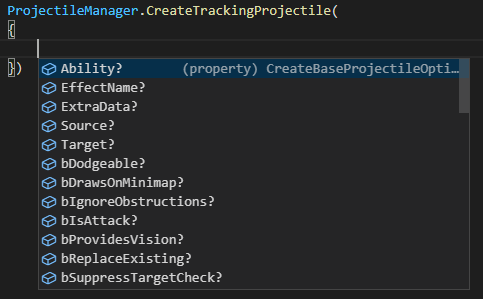 ProjectileManager.CreateTrackingProjectile(
{
})
Ability? (property) CreateBaseProjectileOpti…
EffectName?
ExtraData?
Source?
Target?
bDodgeable?
bDrawsOnMinimap?
bIgnoreObstructions?
bIsAttack?
bProvidesVision?
bReplaceExisting?
bSuppressTargetCheck?